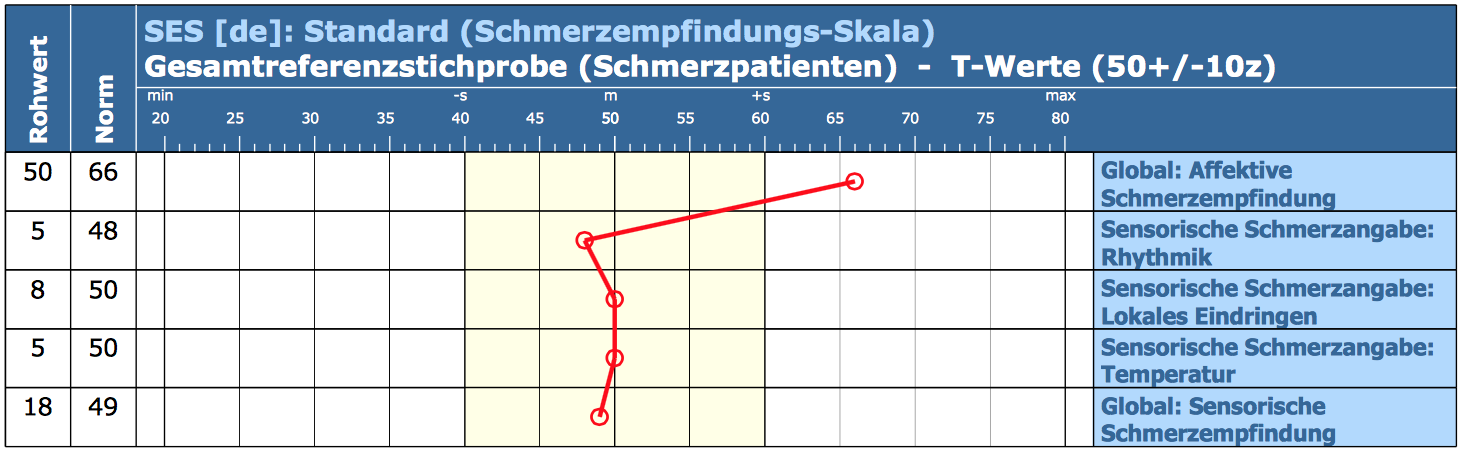 SES [de]: Standard (Schmerzempfindungs-Skala)
Gesamtreferenzstichprobe (Schmerzpatienten) - T-Werte (50+/-10z)
Rohwert Norm
min -s m +s max
20 25 30 35 40 45 50 55 60 65 70 75 80
50 66 Global: Affektive
Schmerzempfindung
5 48 Sensorische Schmerzangabe:
Rhythmik
8 50 Sensorische Schmerzangabe:
Lokales Eindringen
5 50 Sensorische Schmerzangabe:
Temperatur
18 49 Global: Sensorische
Schmerzempfindung